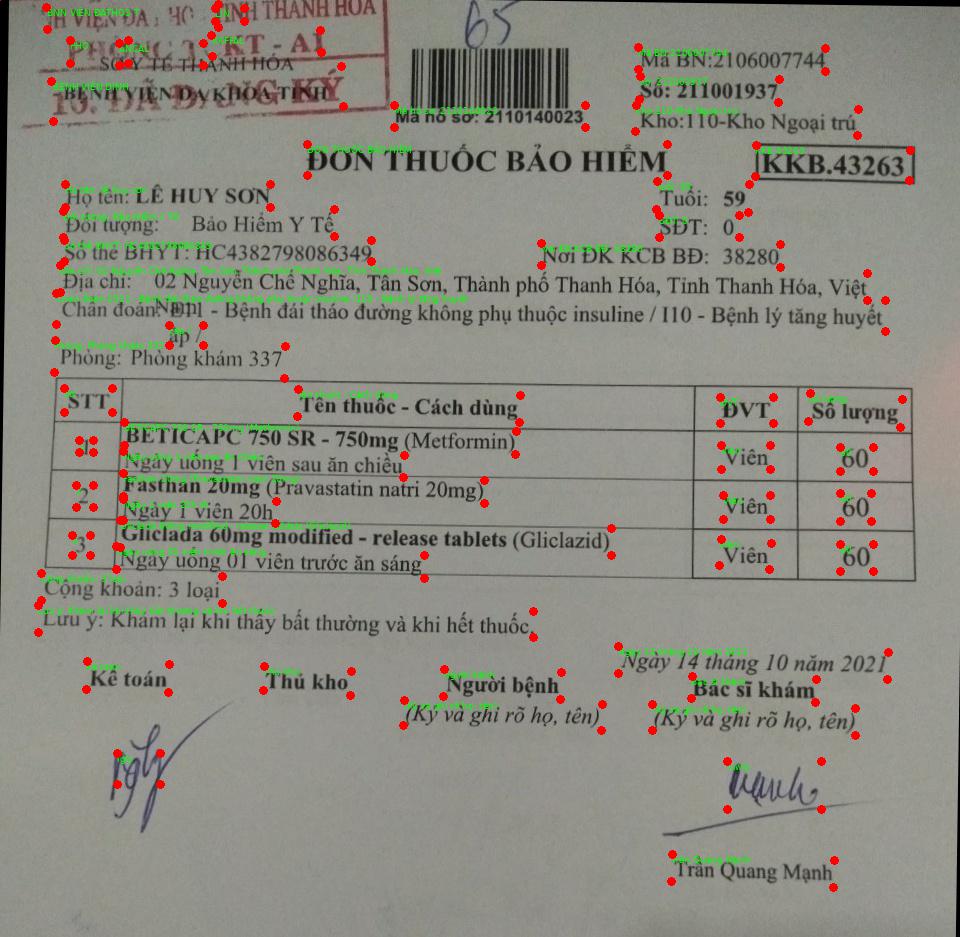 65
BỆNH VIỆN ĐA KHOA TỈNH THANH HÓA
PHÒNG KT - AI
SỞ Y TẾ THANH HÓA
BỆNH VIỆN ĐA KHOA TỈNH
10. ĐÃ ĐĂNG KÝ
Mã hồ sơ: 2110140023
Mã BN:2106007744
Số: 211001937
Kho:110-Kho Ngoại trú
ĐƠN THUỐC BẢO HIỂM
KKB.43263
Họ tên: LÊ HUY SƠN Tuổi: 59
Đối tượng: Bảo Hiểm Y Tế SĐT: 0
Số thẻ BHYT: HC4382798086349 Nơi ĐK KCB BĐ: 38280
Địa chỉ: 02 Nguyễn Chế Nghĩa, Tân Sơn, Thành phố Thanh Hóa, Tỉnh Thanh Hóa, Việt Nam
Chẩn đoán: E11 - Bệnh đái tháo đường không phụ thuộc insuline / I10 - Bệnh lý tăng huyết
áp /
Phòng: Phòng khám 337
STT Tên thuốc - Cách dùng ĐVT Số lượng
1 BETICAPC 750 SR - 750mg (Metformin) Viên 60
Ngày uống 1 viên sau ăn chiều
2 Fasthan 20mg (Pravastatin natri 20mg) Viên 60
Ngày 1 viên 20h
3 Gliclada 60mg modified - release tablets (Gliclazid) Viên 60
Ngày uống 01 viên trước ăn sáng
Cộng khoản: 3 loại
Lưu ý: Khám lại khi thấy bất thường và khi hết thuốc.
Ngày 14 tháng 10 năm 2021
Kế toán Thủ kho Người bệnh Bác sĩ khám
(Ký và ghi rõ họ, tên) (Ký và ghi rõ họ, tên)
Mạnh
Trần Quang Mạnh